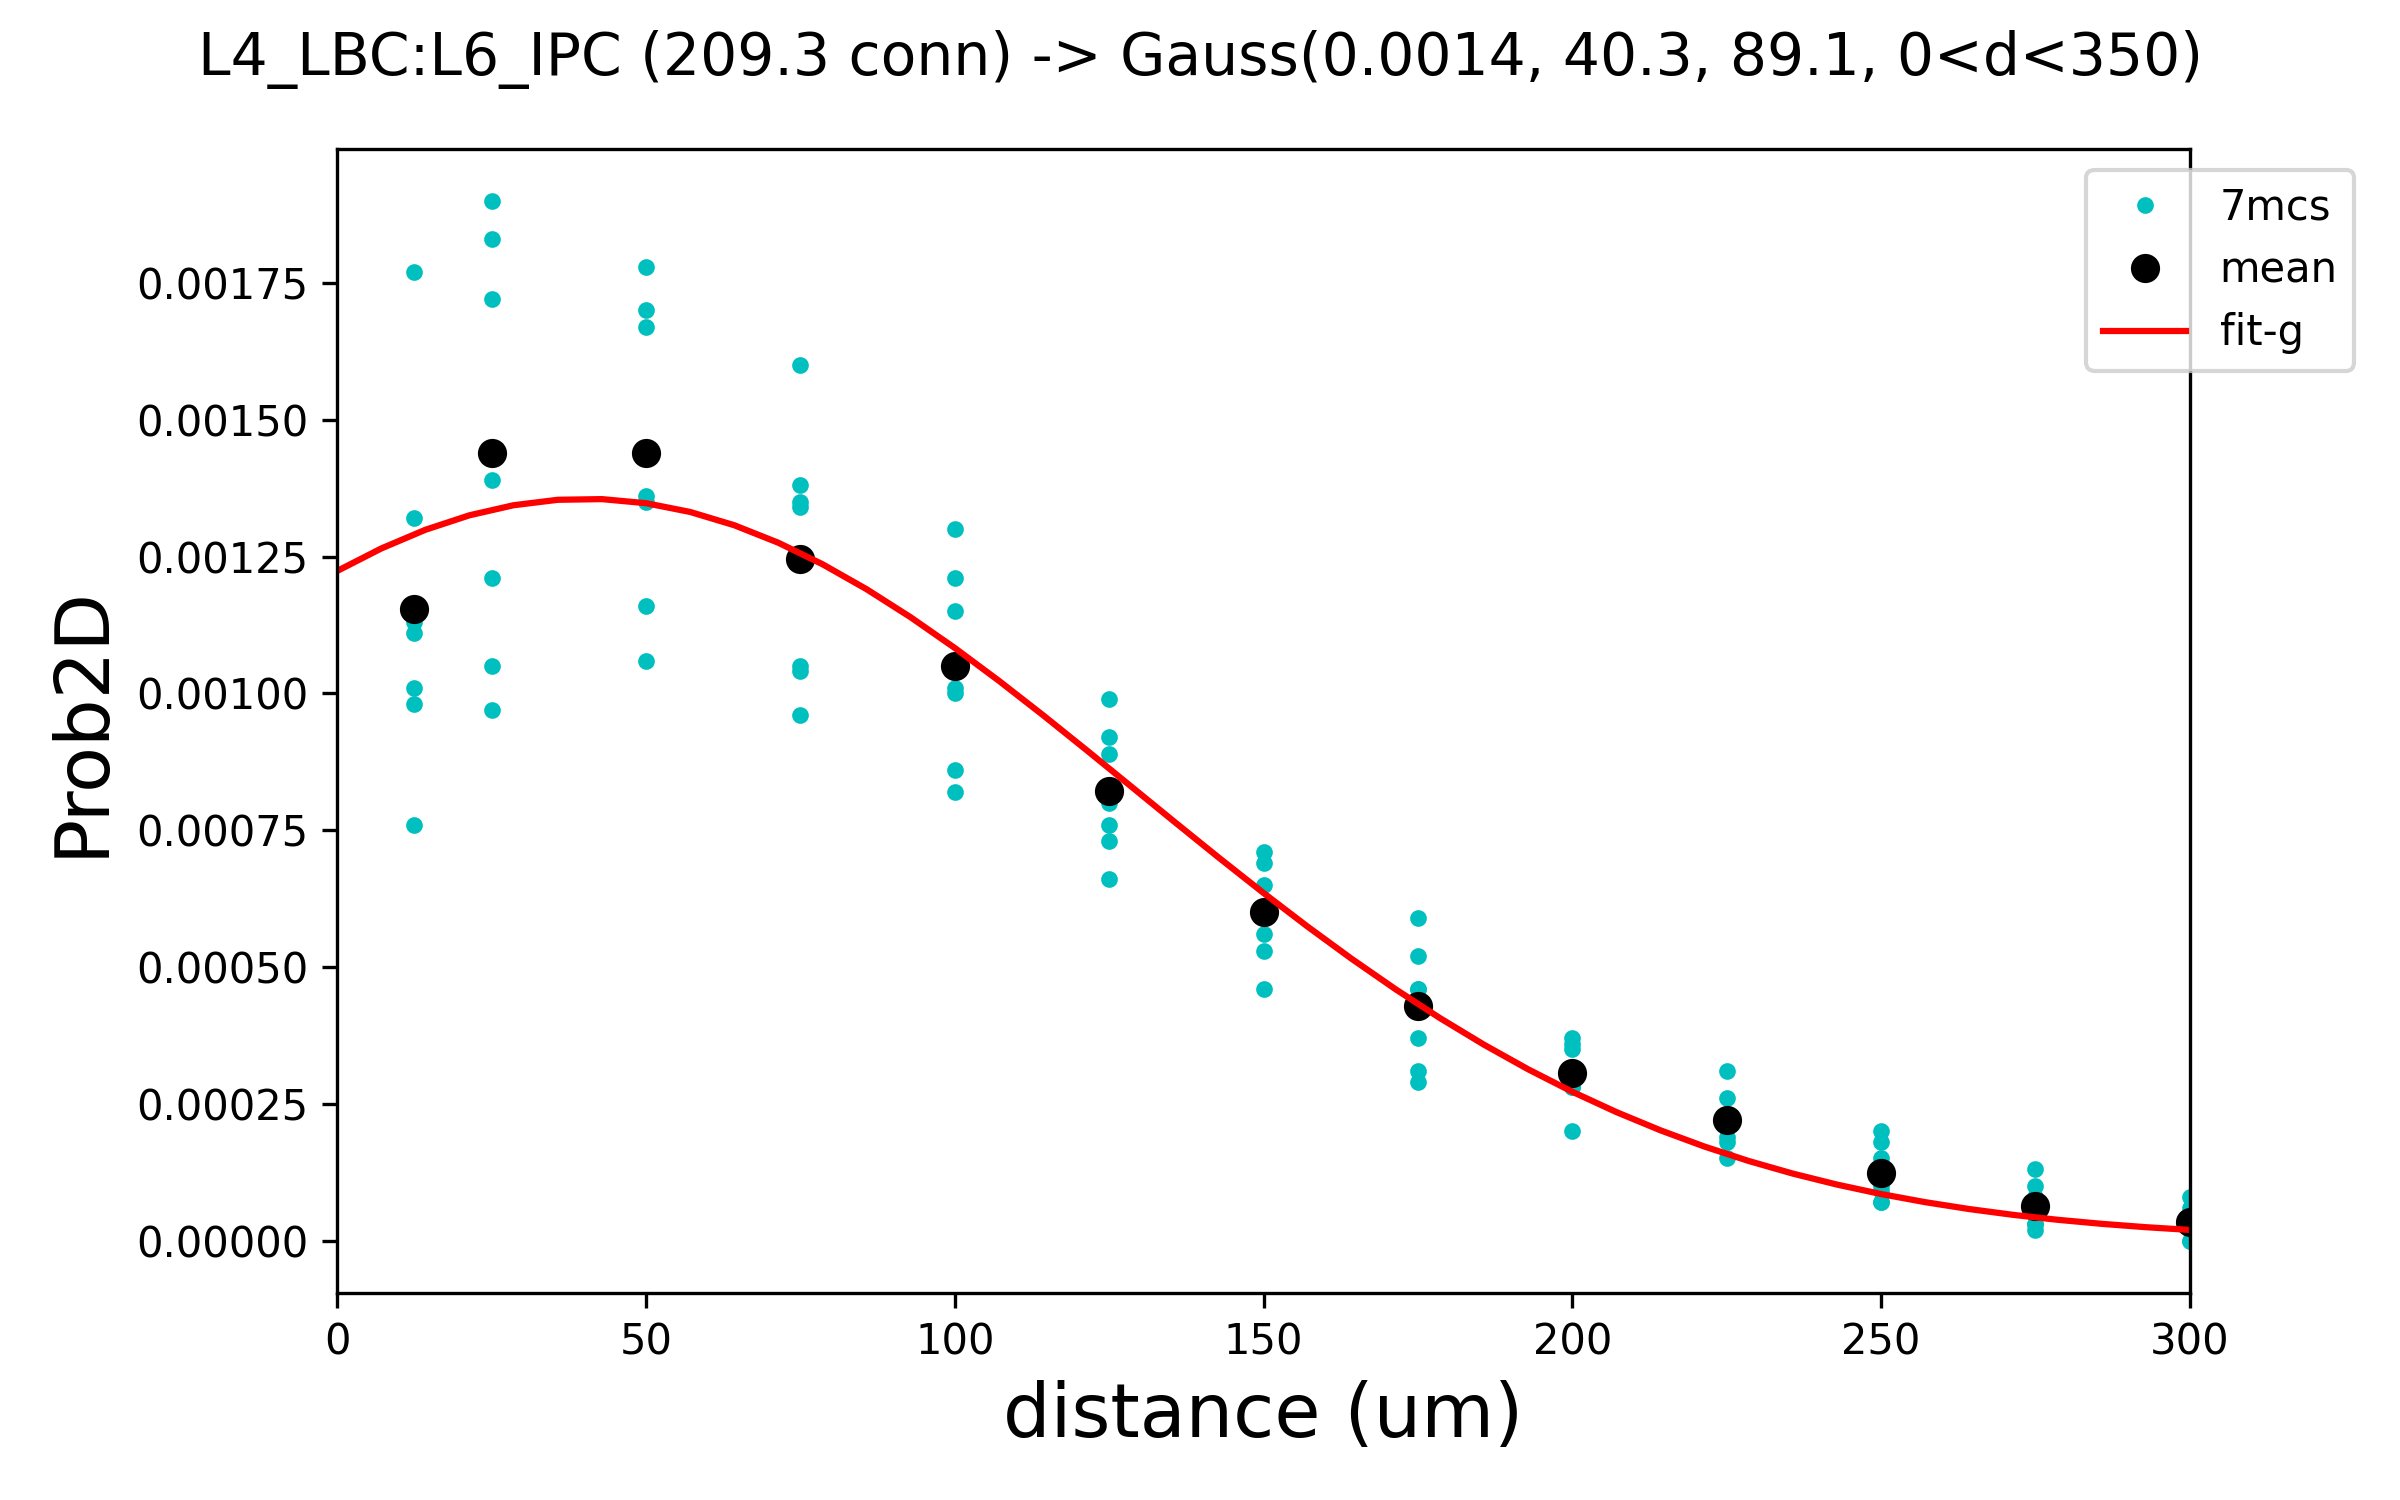 L4_LBC:L6_IPC (209.3 conn) -> Gauss(0.0014, 40.3, 89.1, 0<d<350)
7mcs
mean
fit-g
0.00175
0.00150
0.00125
0.00100
0.00075
0.00050
0.00025
0.00000
Prob2D
0 50 100 150 200 250 300
distance (um)